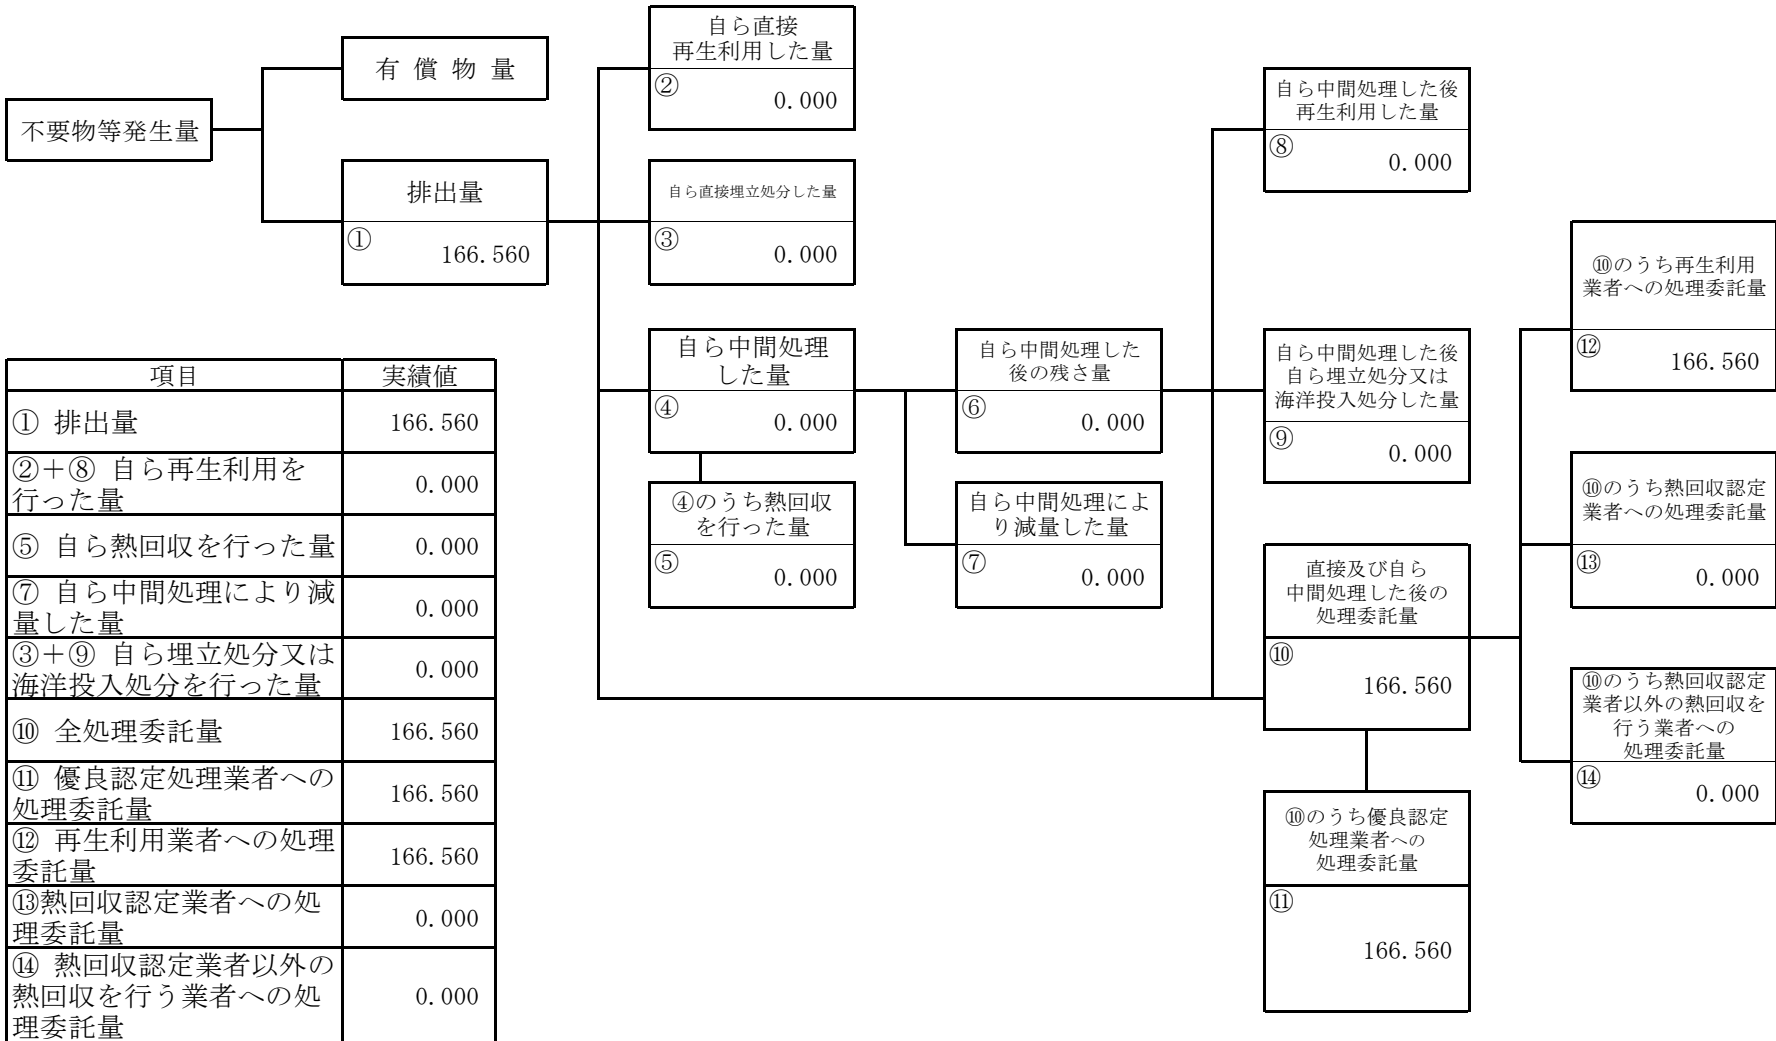 不要物等発生量
有 償 物 量
排出量
①
166.560
自ら直接
再生利用した量
②
0.000
自ら直接埋立処分した量
③
0.000
自ら中間処理
した量
④
0.000
④のうち熱回収
を行った量
⑤
0.000
自ら中間処理した
後の残さ量
⑥
0.000
自ら中間処理によ
り減量した量
⑦
0.000
自ら中間処理した後
再生利用した量
⑧
0.000
自ら中間処理した後
自ら埋立処分又は
海洋投入処分した量
⑨
0.000
直接及び自ら
中間処理した後の
処理委託量
⑩
166.560
⑩のうち優良認定
処理業者への
処理委託量
⑪
166.560
⑩のうち再生利用
業者への処理委託量
⑫
166.560
⑩のうち熱回収認定
業者への処理委託量
⑬
0.000
⑩のうち熱回収認定
業者以外の熱回収を
行う業者への
処理委託量
⑭
0.000
項目 実績値
① 排出量 166.560
②＋⑧ 自ら再生利用を
行った量 0.000
⑤ 自ら熱回収を行った量 0.000
⑦ 自ら中間処理により減
量した量 0.000
③＋⑨ 自ら埋立処分又は
海洋投入処分を行った量 0.000
⑩ 全処理委託量 166.560
⑪ 優良認定処理業者への
処理委託量 166.560
⑫ 再生利用業者への処理
委託量 166.560
⑬熱回収認定業者への処
理委託量 0.000
⑭ 熱回収認定業者以外の
熱回収を行う業者への処
理委託量 0.000